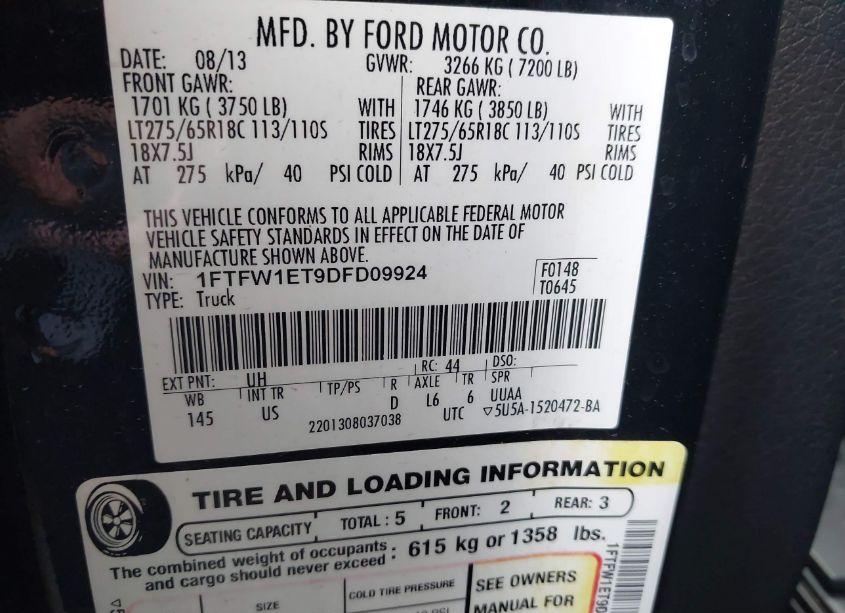 MFD. BY FORD MOTOR CO.
DATE: 08/13 GVWR: 3266 KG ( 7200 LB)
FRONT GAWR: REAR GAWR:
1701 KG ( 3750 LB) WITH 1746 KG ( 3850 LB) WITH
LT275/65R18C 113/110S TIRES LT275/65R18C 113/110S TIRES
18X7.5J RIMS 18X7.5J RIMS
AT 275 kPa/ 40 PSI COLD AT 275 kPa/ 40 PSI COLD
THIS VEHICLE CONFORMS TO ALL APPLICABLE FEDERAL MOTOR
VEHICLE SAFETY STANDARDS IN EFFECT ON THE DATE OF
MANUFACTURE SHOWN ABOVE.
VIN: 1FTFW1ET9DFD09924 F0148
TYPE: Truck T0645
EXT PNT: UH RC: 44 DSO:
WB INT TR TP/PS R AXLE TR SPR
145 US D L6 6 UUAA
2201308037038 UTC ▽5U5A-1520472-BA
TIRE AND LOADING INFORMATION
SEATING CAPACITY TOTAL : 5 FRONT: 2 REAR: 3
The combined weight of occupants : 615 kg or 1358 lbs.
and cargo should never exceed
SIZE COLD TIRE PRESSURE SEE OWNERS
MANUAL FOR